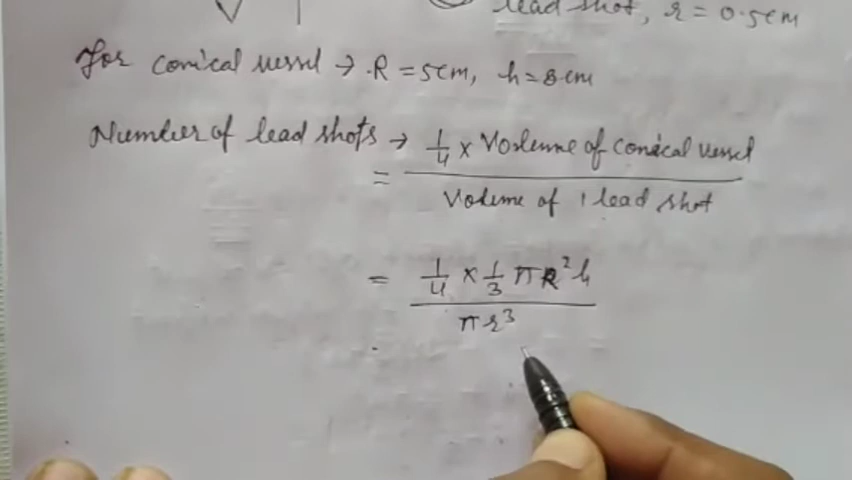 lead shot, r = 0.5cm
For conical vessel → R = 5cm, h = 8cm
Number of lead shots → 1/4 × Volume of conical vessel
= Volume of 1 lead shot
= 1/4 × 1/3 πR²h
πr³